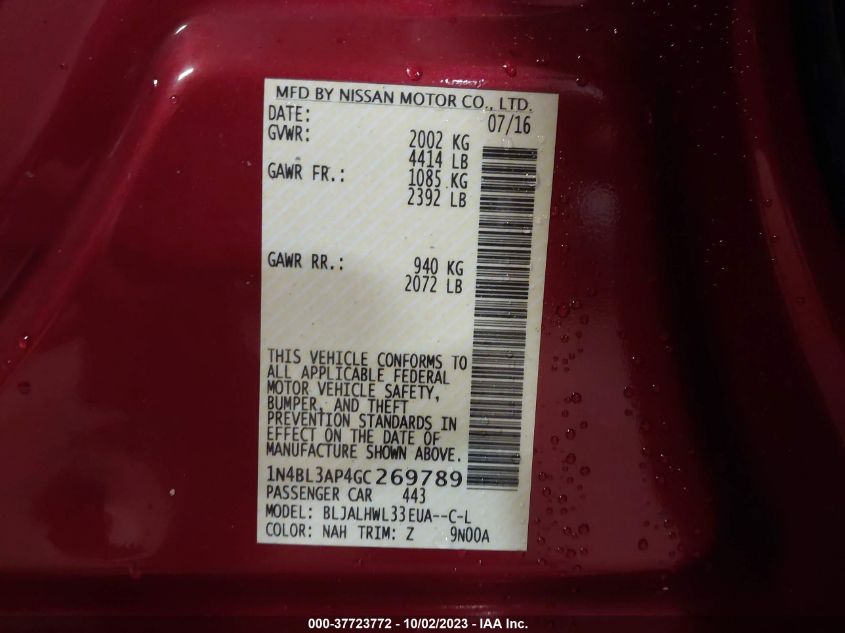 MFD BY NISSAN MOTOR CO., LTD.
DATE: 07/16
GVWR: 2002 KG
4414 LB
GAWR FR.: 1085 KG
2392 LB
GAWR RR.: 940 KG
2072 LB
THIS VEHICLE CONFORMS TO
ALL APPLICABLE FEDERAL
MOTOR VEHICLE SAFETY,
BUMPER, AND THEFT
PREVENTION STANDARDS IN
EFFECT ON THE DATE OF
MANUFACTURE SHOWN ABOVE.
1N4BL3AP4GC269789
PASSENGER CAR 443
MODEL: BLJALHWL33EUA--C-L
COLOR: NAH TRIM: Z 9N00A
000-37723772 - 10/02/2023 - IAA Inc.